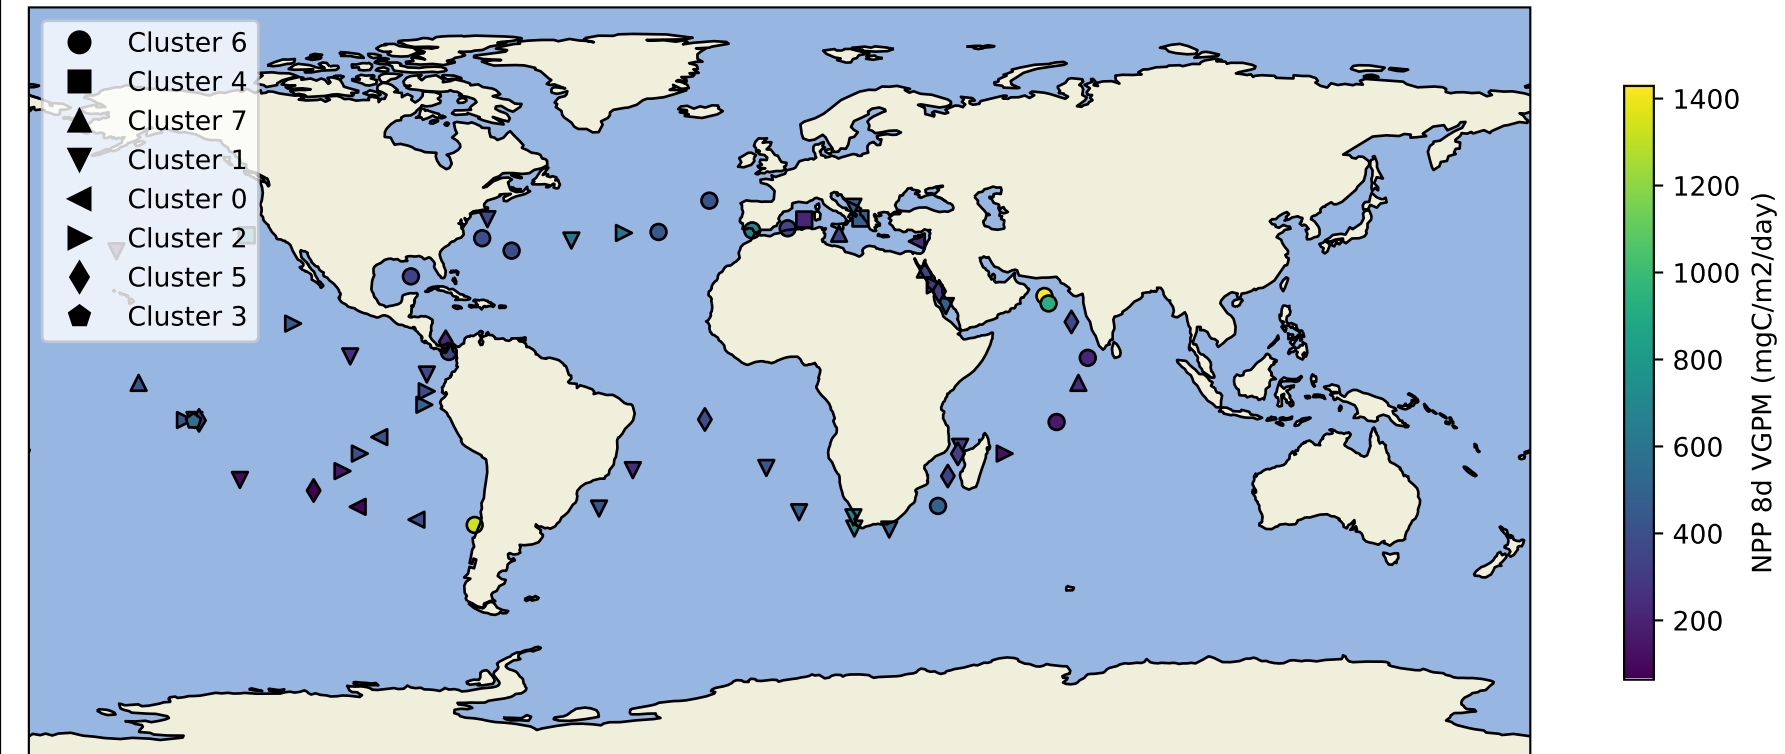 Cluster 6
Cluster 4
Cluster 7
Cluster 1
Cluster 0
Cluster 2
Cluster 5
Cluster 3
1400
1200
1000
800
600
400
200
NPP 8d VGPM (mgC/m2/day)